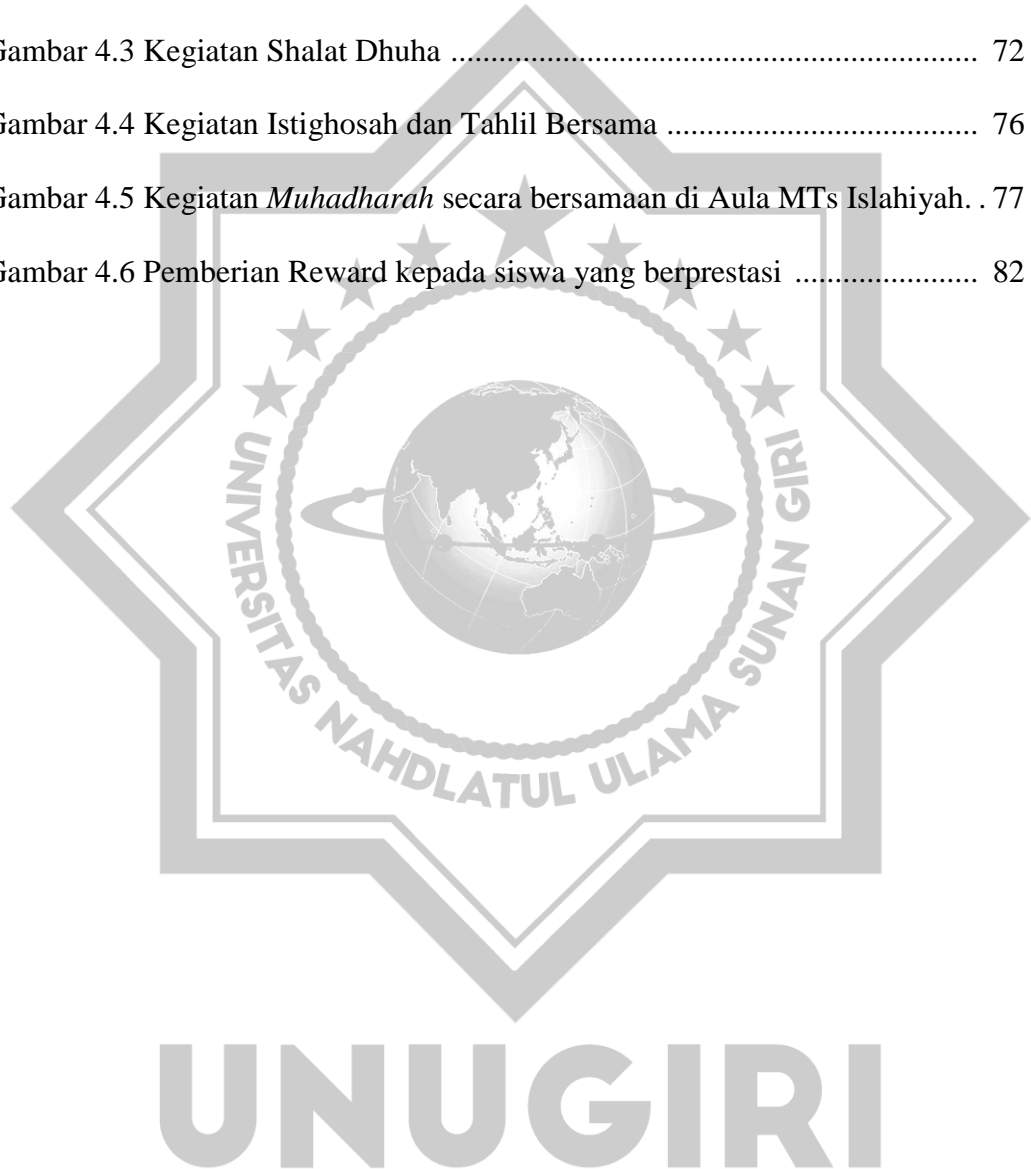 Gambar 4.3 Kegiatan Shalat Dhuha ................................................................ 72
Gambar 4.4 Kegiatan Istighosah dan Tahlil Bersama ..................................... 76
Gambar 4.5 Kegiatan Muhadharah secara bersamaan di Aula MTs Islahiyah. . 77
Gambar 4.6 Pemberian Reward kepada siswa yang berprestasi ...................... 82
UNIVERSITAS NAHDLATUL ULAMA SUNAN GIRI
UNUGIRI